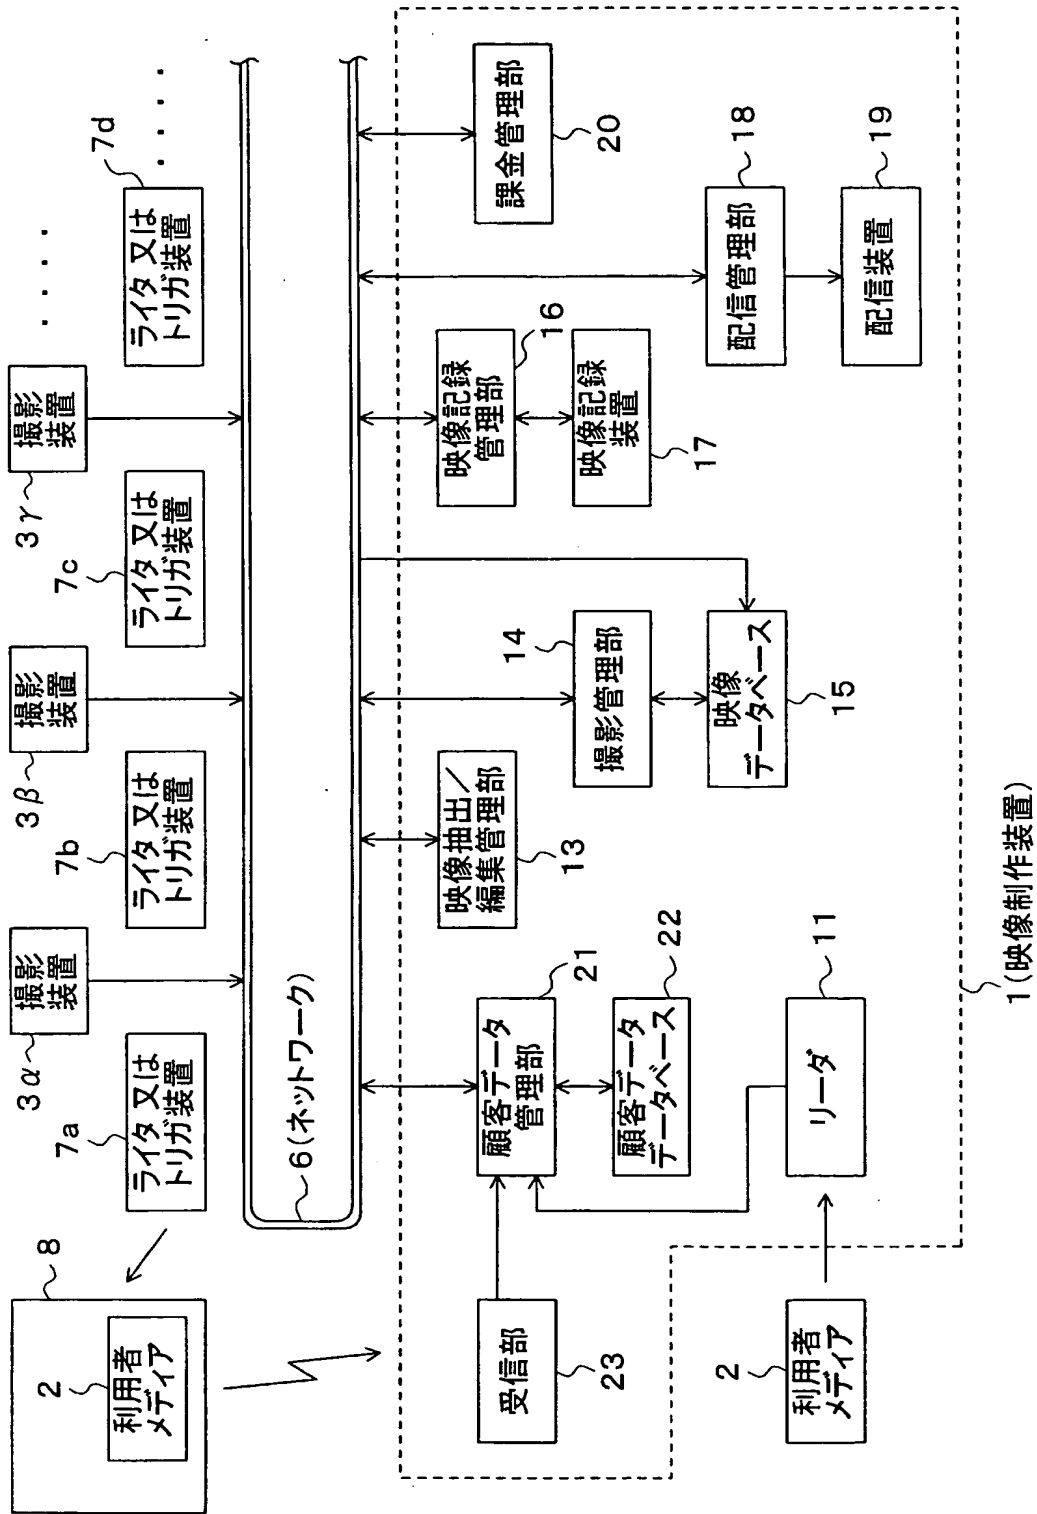 8
2
利用者
メディア
7a
ライタ又は
トリガ装置
3α
撮影
装置
7b
ライタ又は
トリガ装置
3β
撮影
装置
7c
ライタ又は
トリガ装置
3γ
撮影
装置
7d
ライタ又は
トリガ装置
・・・・
・・・・
6(ネットワーク)
受信部
23
顧客データ
管理部
21
顧客データ
データベース
22
リーダ
11
2
利用者
メディア
映像抽出/
編集管理部
13
撮影管理部
14
映像
データベース
15
映像記録
管理部
16
映像記録
装置
17
課金管理部
20
配信管理部
18
配信装置
19
1(映像制作装置)